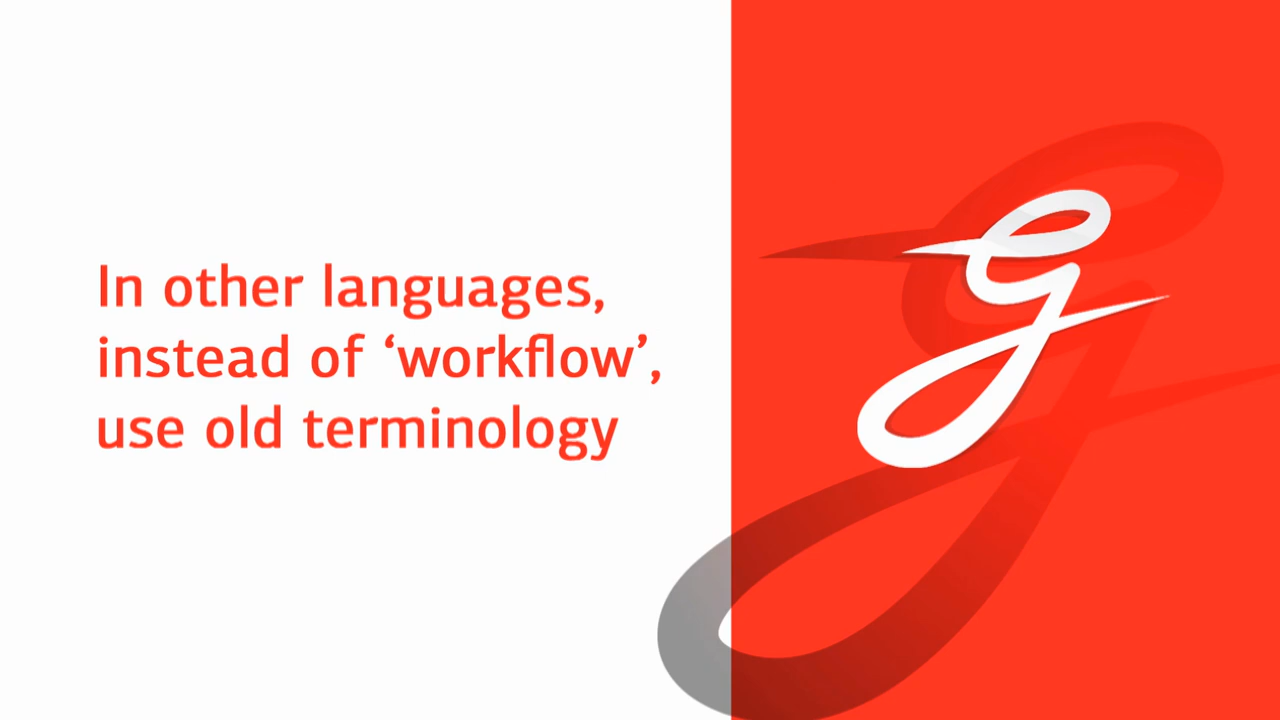 In other languages,
instead of ‘workflow’,
use old terminology